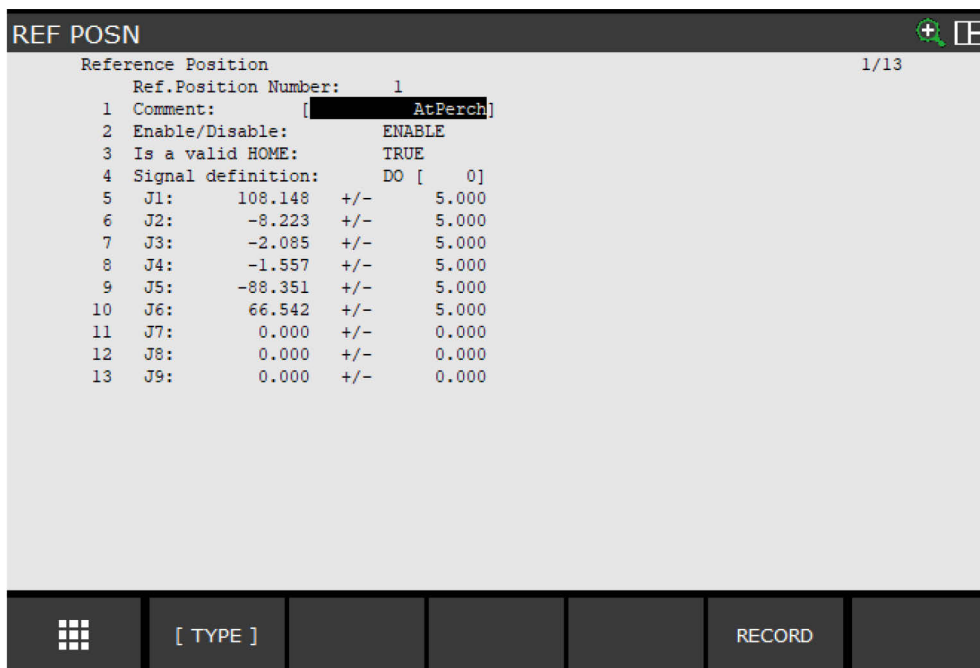 REF POSN
Reference Position 1/13
Ref.Position Number: 1
1 Comment: [ AtPerch]
2 Enable/Disable: ENABLE
3 Is a valid HOME: TRUE
4 Signal definition: DO [ 0]
5 J1: 108.148 +/- 5.000
6 J2: -8.223 +/- 5.000
7 J3: -2.085 +/- 5.000
8 J4: -1.557 +/- 5.000
9 J5: -88.351 +/- 5.000
10 J6: 66.542 +/- 5.000
11 J7: 0.000 +/- 0.000
12 J8: 0.000 +/- 0.000
13 J9: 0.000 +/- 0.000
[ TYPE ] RECORD